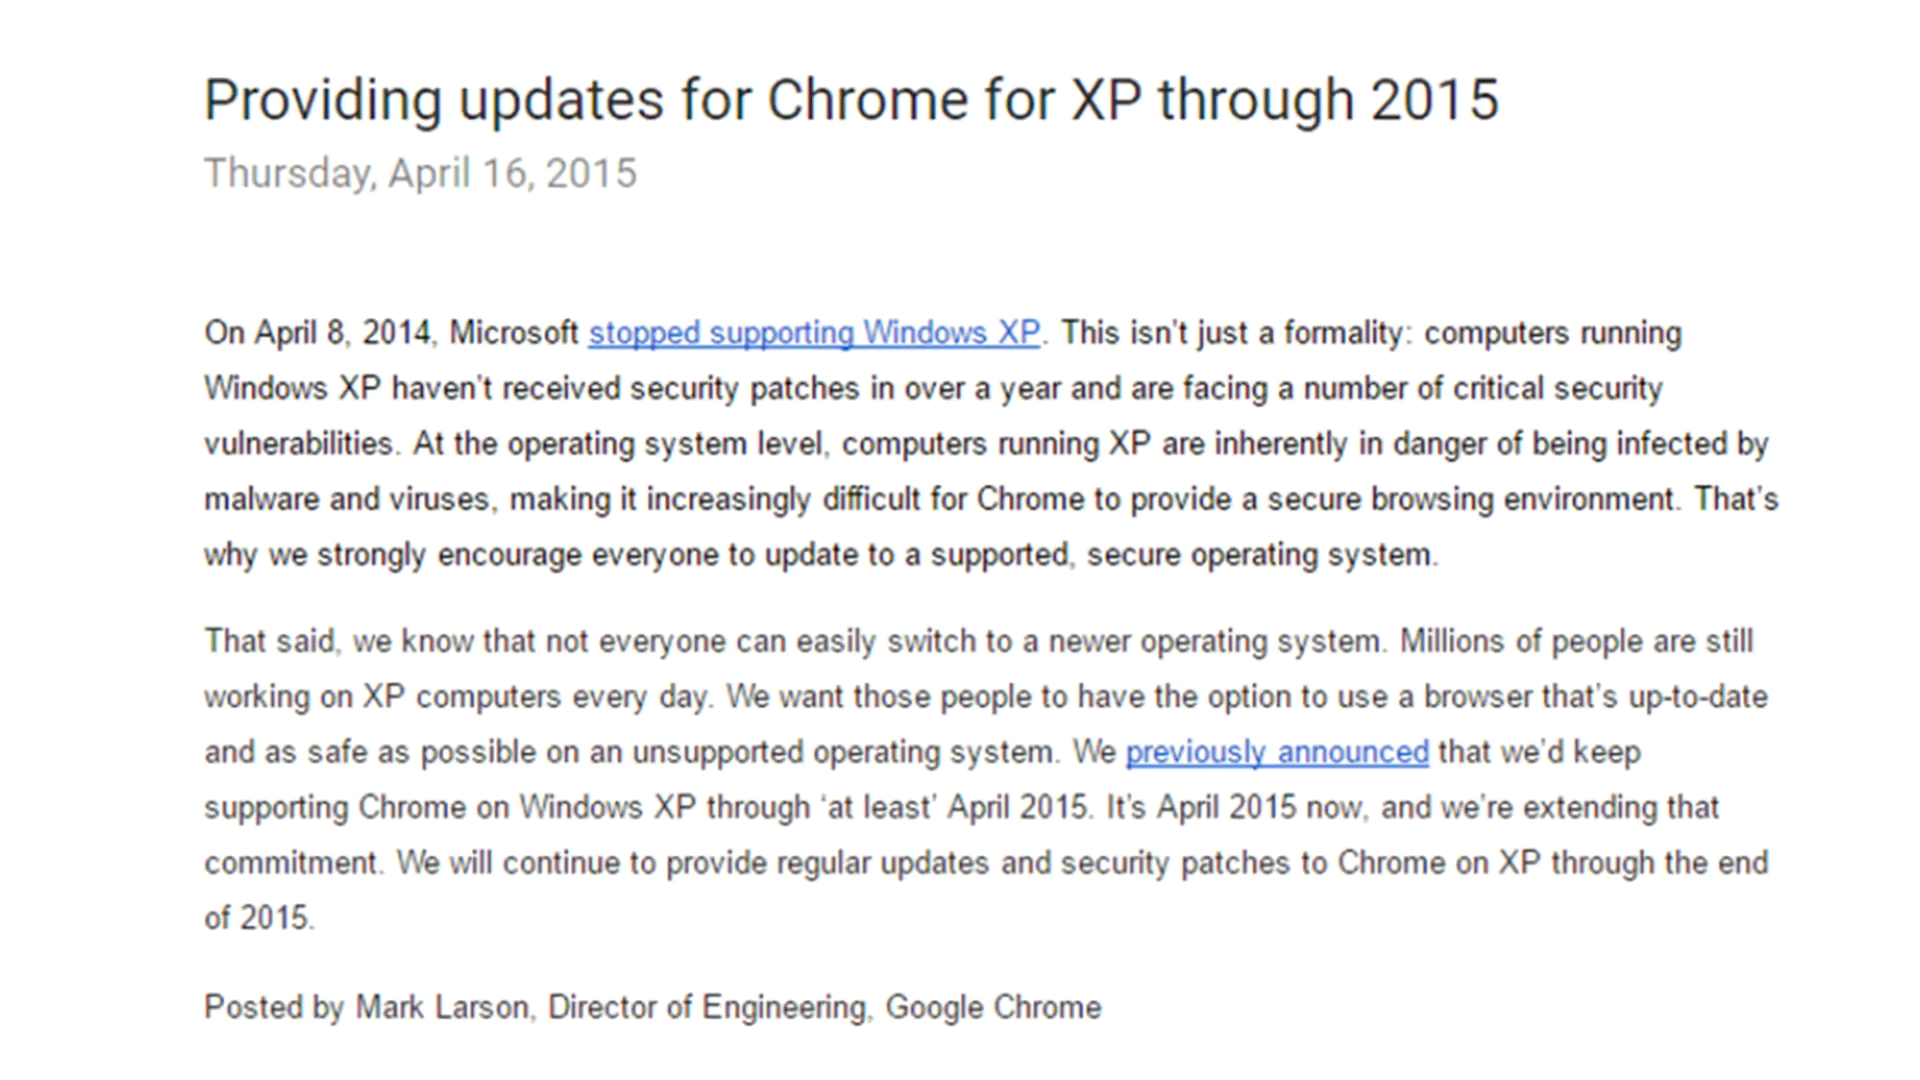 Providing updates for Chrome for XP through 2015
Thursday, April 16, 2015
On April 8, 2014, Microsoft stopped supporting Windows XP. This isn't just a formality: computers running
Windows XP haven't received security patches in over a year and are facing a number of critical security
vulnerabilities. At the operating system level, computers running XP are inherently in danger of being infected by
malware and viruses, making it increasingly difficult for Chrome to provide a secure browsing environment. That's
why we strongly encourage everyone to update to a supported, secure operating system.
That said, we know that not everyone can easily switch to a newer operating system. Millions of people are still
working on XP computers every day. We want those people to have the option to use a browser that's up-to-date
and as safe as possible on an unsupported operating system. We previously announced that we'd keep
supporting Chrome on Windows XP through 'at least' April 2015. It's April 2015 now, and we're extending that
commitment. We will continue to provide regular updates and security patches to Chrome on XP through the end
of 2015.
Posted by Mark Larson, Director of Engineering, Google Chrome